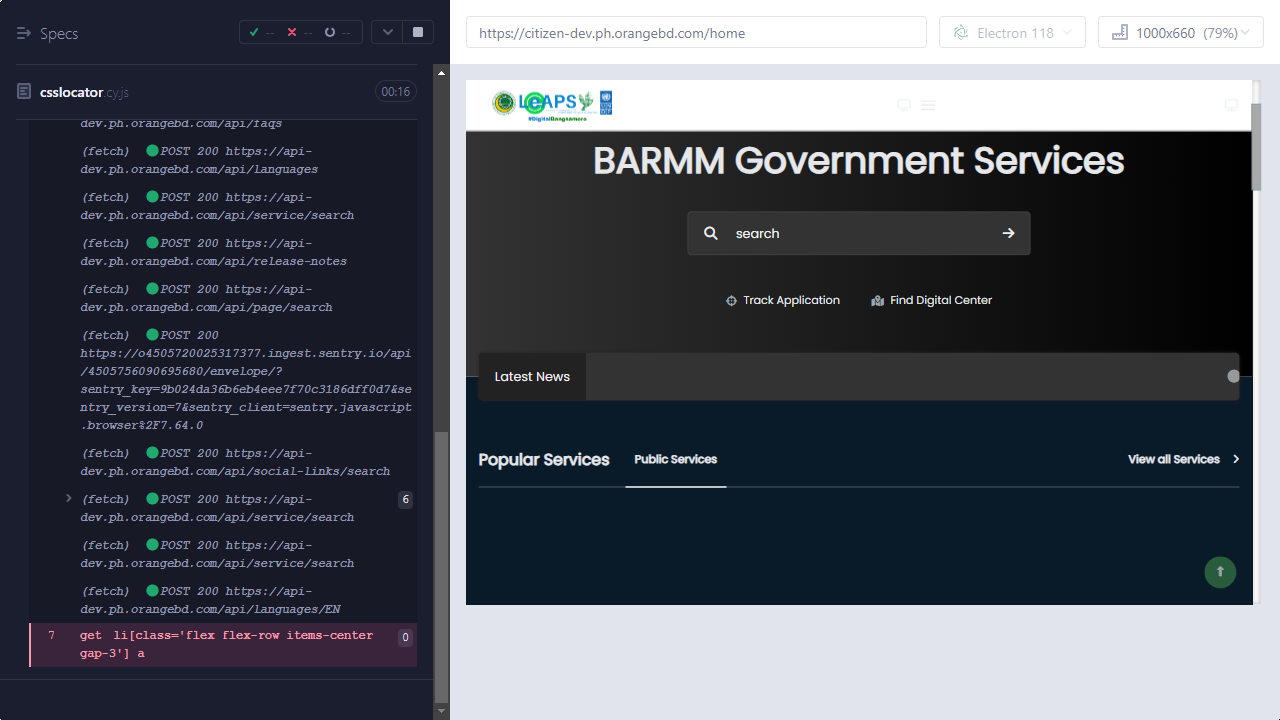 Specs
--
--
--
https://citizen-dev.ph.orangebd.com/home
Electron 118
1000x660 (79%)
csslocator.cy.js
00:16
dev.ph.orangebd.com/api/faqs
(fetch) POST 200 https://api-
dev.ph.orangebd.com/api/languages
(fetch) POST 200 https://api-
dev.ph.orangebd.com/api/service/search
(fetch) POST 200 https://api-
dev.ph.orangebd.com/api/release-notes
(fetch) POST 200 https://api-
dev.ph.orangebd.com/api/page/search
(fetch) POST 200
https://o4505720025317377.ingest.sentry.io/api
/4505756090695680/envelope/?
sentry_key=9b024da36b6eb4eee7f70c3186dff0d7&se
ntry_version=7&sentry_client=sentry.javascript
.browser%2F7.64.0
(fetch) POST 200 https://api-
dev.ph.orangebd.com/api/social-links/search
(fetch) POST 200 https://api-
dev.ph.orangebd.com/api/service/search
6
(fetch) POST 200 https://api-
dev.ph.orangebd.com/api/service/search
(fetch) POST 200 https://api-
dev.ph.orangebd.com/api/languages/EN
7 get li[class='flex flex-row items-center
gap-3'] a
0
LeAPS
#DigitalBangsamoro
BARMM Government Services
search
Track Application
Find Digital Center
Latest News
Popular Services
Public Services
View all Services